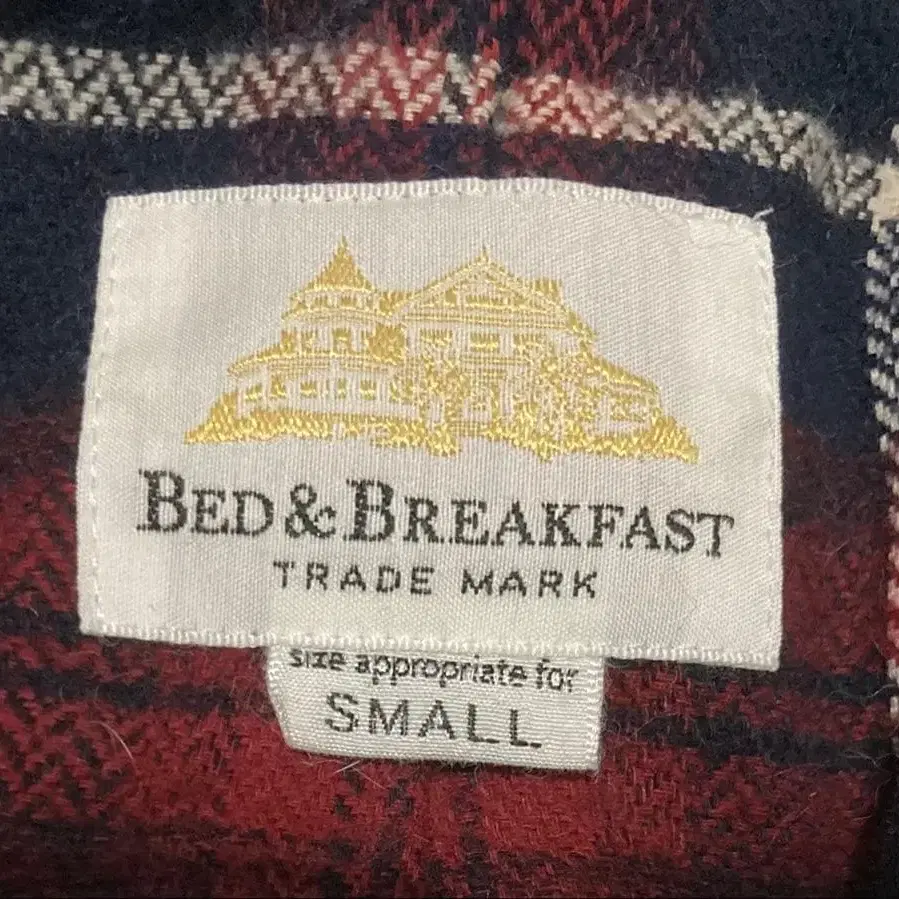 BED & BREAKFAST
TRADE MARK
size appropriate for
SMALL